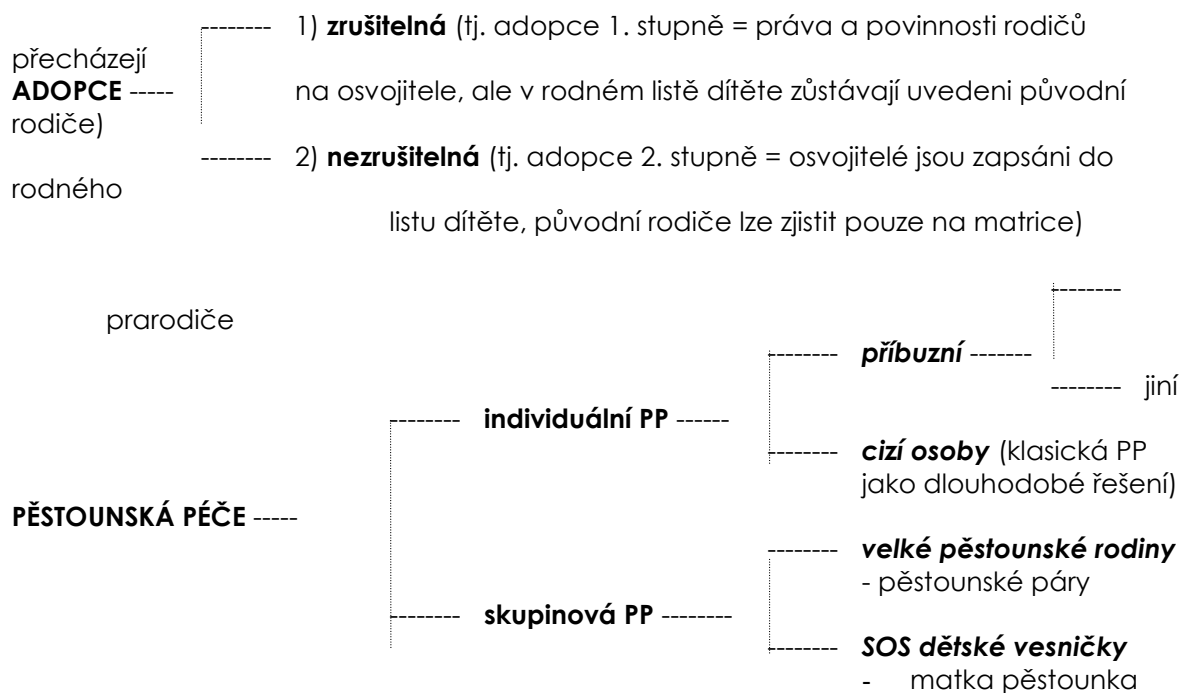 -------- 1) zrušitelná (tj. adopce 1. stupně = práva a povinnosti rodičů
přecházejí
ADOPCE ----- na osvojitele, ale v rodném listě dítěte zůstávají uvedeni původní
rodiče)
-------- 2) nezrušitelná (tj. adopce 2. stupně = osvojitelé jsou zapsáni do
rodného
listu dítěte, původní rodiče lze zjistit pouze na matrice)
--------
prarodiče
-------- příbuzní -------
-------- jiní
-------- individuální PP ------
-------- cizí osoby (klasická PP
jako dlouhodobé řešení)
PĚSTOUNSKÁ PÉČE -----
-------- velké pěstounské rodiny
- pěstounské páry
-------- skupinová PP --------
-------- SOS dětské vesničky
- matka pěstounka